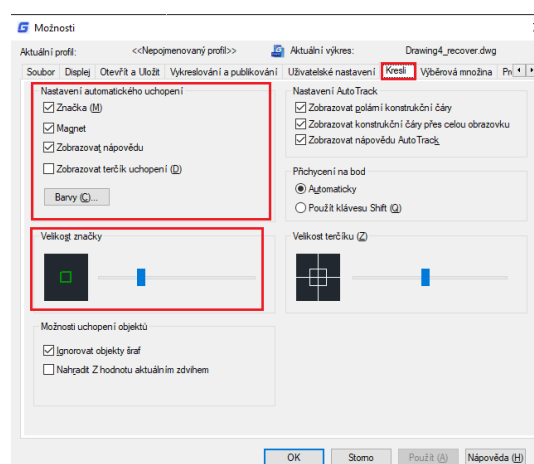 Možnosti
Aktuální profil: <<Nepojmenovaný profil>> Aktuální výkres: Drawing4_recover.dwg
Soubor Displej Otevřít a Uložit Vykreslování a publikování Uživatelské nastavení Kresli Výběrová množina Pr
Nastavení automatického uchopení
Značka (M)
Magnet
Zobrazovat nápovědu
Zobrazovat terčík uchopení (D)
Barvy (C)...
Nastavení AutoTrack
Zobrazovat polární konstrukční čáry
Zobrazovat konstrukční čáry přes celou obrazovku
Zobrazovat nápovědu AutoTrack
Přichycení na bod
Automaticky
Použít klávesu Shift (Q)
Velikost značky
Velikost terčíku (Z)
Možnosti uchopení objektů
Ignorovat objekty šraf
Nahradit Z hodnotu aktuálním zdvihem
OK Storno Použít (A) Nápověda (H)